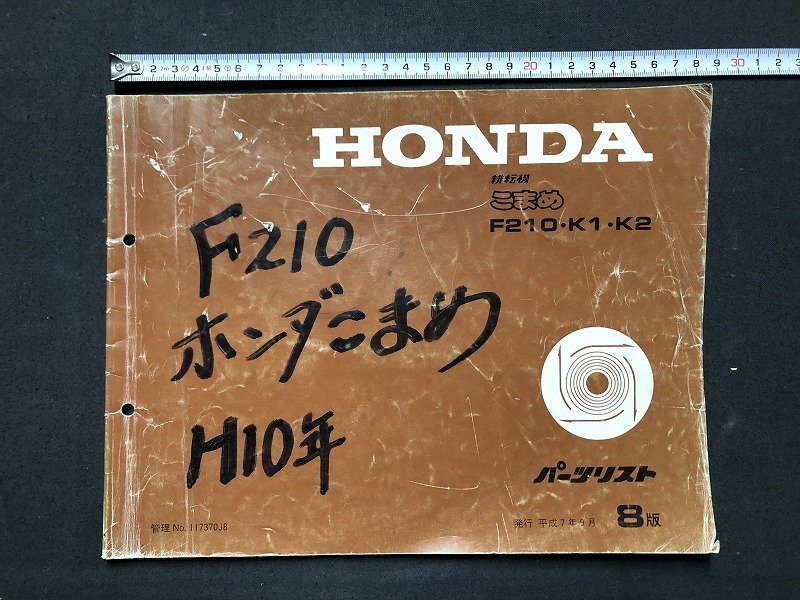 HONDA
耕耘機
こまめ
F210・K1・K2
F210
ホンダこまめ
H10年
パーツリスト
管理No. 117370J8
発行 平成7年9月 8版